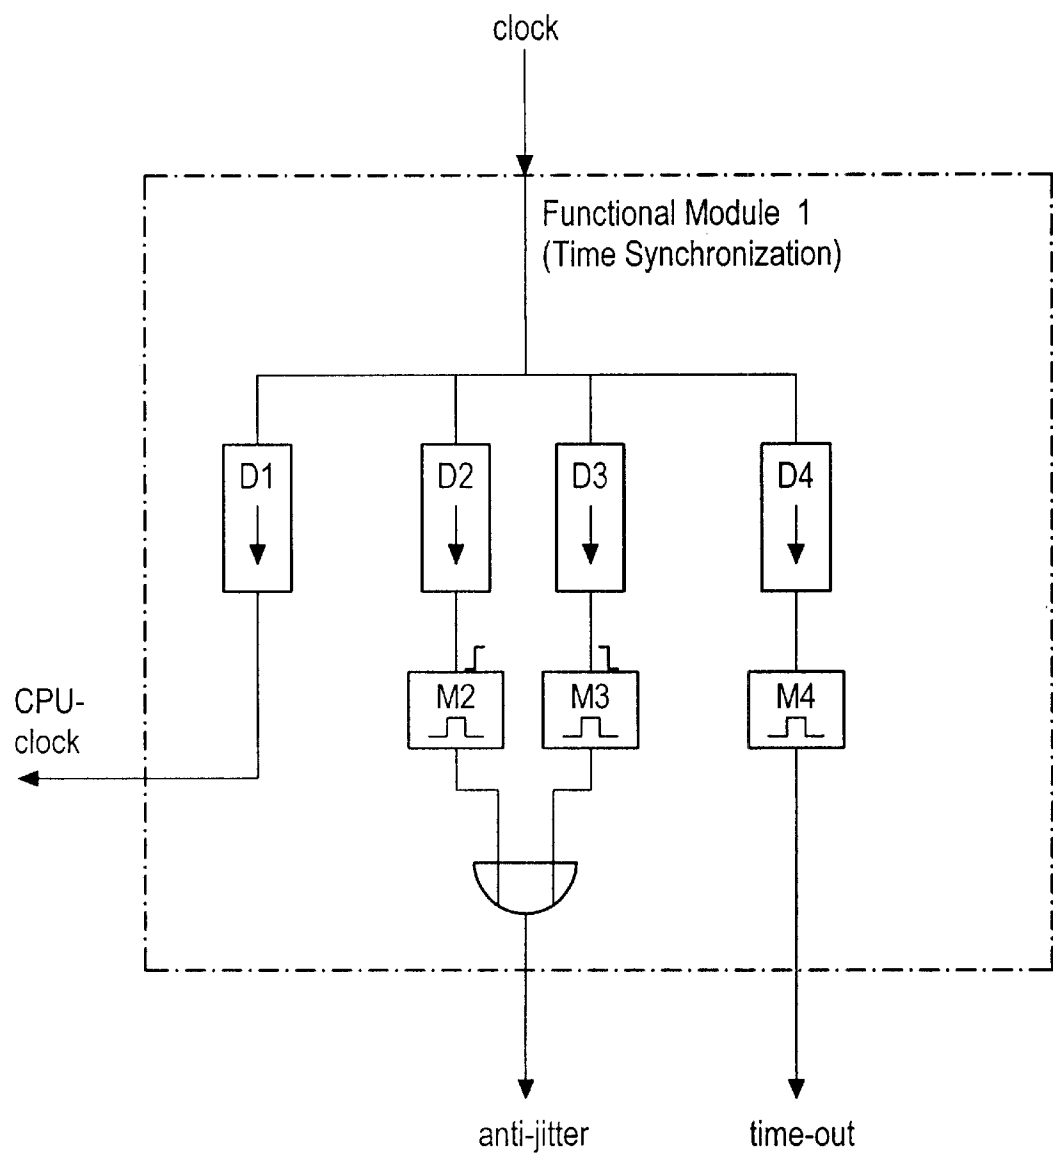 clock
Functional Module 1
(Time Synchronization)
D1
D2
D3
D4
M2
M3
M4
CPU-
clock
anti-jitter
time-out